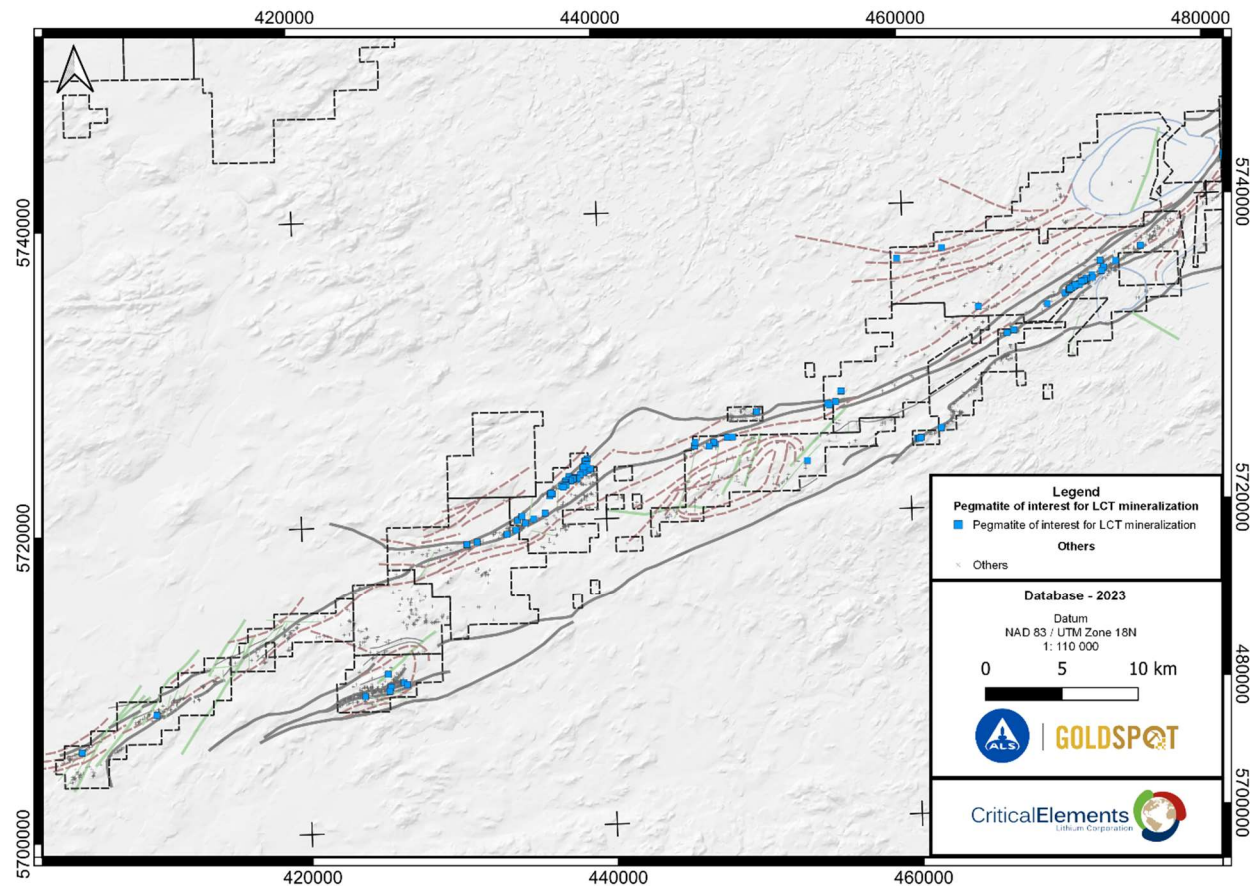 420000
440000
460000
480000
5740000
5720000
5700000
5740000
5720000
480000
5700000
420000
440000
460000
Legend
Pegmatite of interest for LCT mineralization
Pegmatite of interest for LCT mineralization
Others
Others
Database - 2023
Datum
NAD 83 / UTM Zone 18N
1: 110 000
0 5 10 km
ALS
GOLDSPOT
CriticalElements
Lithium Corporation